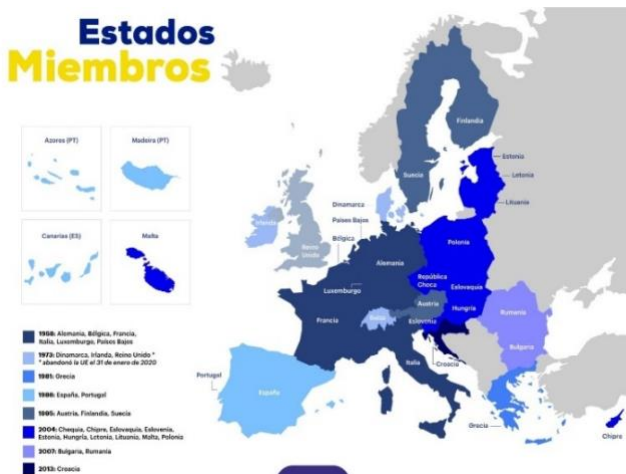 Estados
Miembros
Azores (PT)
Madeira (PT)
Canarias (ES)
Malta
Finlandia
Suecia
Estonia
Letonia
Lituania
Dinamarca
Países Bajos
Irlanda
Reino
Unido
Bélgica
Polonia
Alemania
República
Checa
Luxemburgo
Eslovaquia
Austria
Hungría
Francia
Suiza
Eslovenia
Rumanía
Bulgaria
Croacia
Italia
Portugal
España
Grecia
Chipre
1958: Alemania, Bélgica, Francia,
Italia, Luxemburgo, Países Bajos
1973: Dinamarca, Irlanda, Reino Unido *
* abandonó la UE el 31 de enero de 2020
1981: Grecia
1986: España, Portugal
1995: Austria, Finlandia, Suecia
2004: Chequia, Chipre, Eslovaquia, Eslovenia,
Estonia, Hungría, Letonia, Lituania, Malta, Polonia
2007: Bulgaria, Rumanía
2013: Croacia